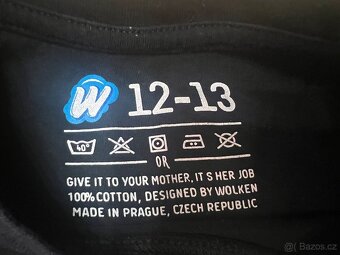 W 12-13
40°
OR
GIVE IT TO YOUR MOTHER, IT S HER JOB
100% COTTON, DESIGNED BY WOLKEN
MADE IN PRAGUE, CZECH REPUBLIC
Bazos.cz